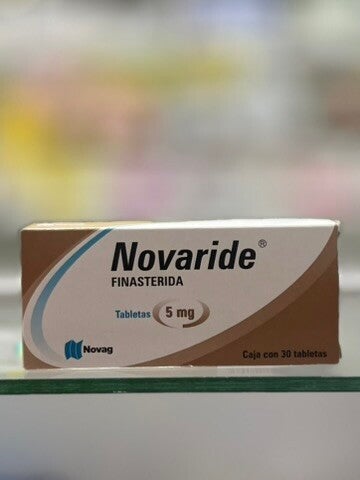 Novaride®
FINASTERIDA
Tabletas 5 mg
Novag
Caja con 30 tabletas